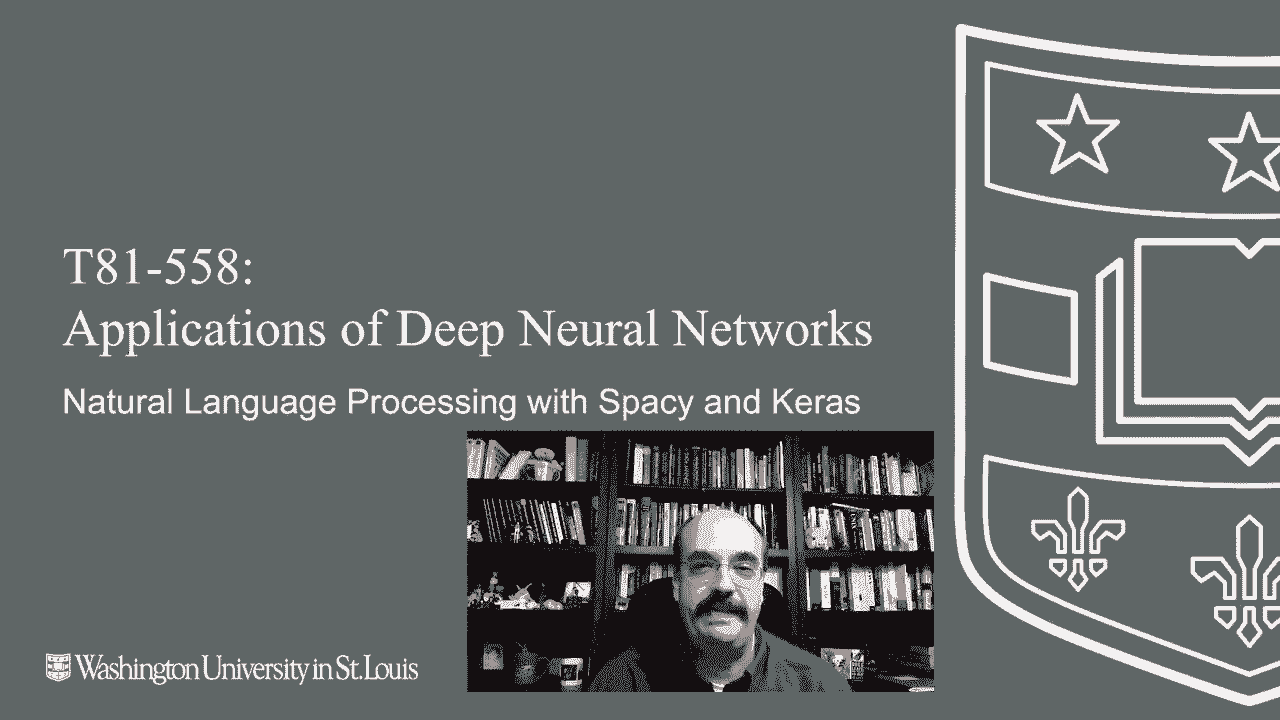 T81-558:
Applications of Deep Neural Networks
Natural Language Processing with Spacy and Keras
Washington University in St. Louis